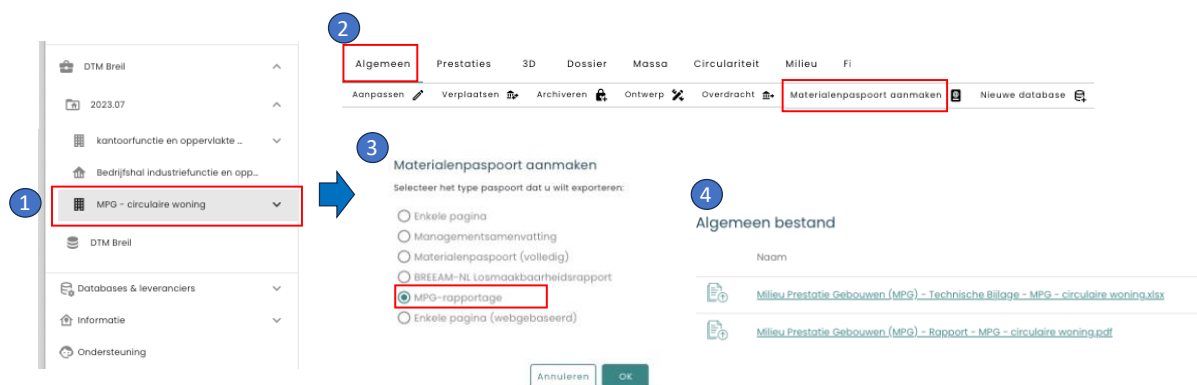 1
DTM Breil
2023.07
kantoorfunctie en oppervlakte ...
Bedrijfshal industriefunctie en opp...
MPG - circulaire woning
DTM Breil
Databases & leveranciers
Informatie
Ondersteuning
2
Algemeen Prestaties 3D Dossier Massa Circulariteit Milieu Fi
Aanpassen Verplaatsen Archiveren Ontwerp Overdracht Materialenpaspoort aanmaken Nieuwe database
3
Materialenpaspoort aanmaken
Selecteer het type paspoort dat u wilt exporteren:
Enkele pagina
Managementsamenvatting
Materialenpaspoort (volledig)
BREEAM-NL Losmaakbaarheidsrapport
MPG-rapportage
Enkele pagina (webgebaseerd)
Annuleren OK
4
Algemeen bestand
Naam
Milieu Prestatie Gebouwen (MPG) - Technische Bijlage - MPG - circulaire woning.xlsx
Milieu Prestatie Gebouwen (MPG) - Rapport - MPG - circulaire woning.pdf